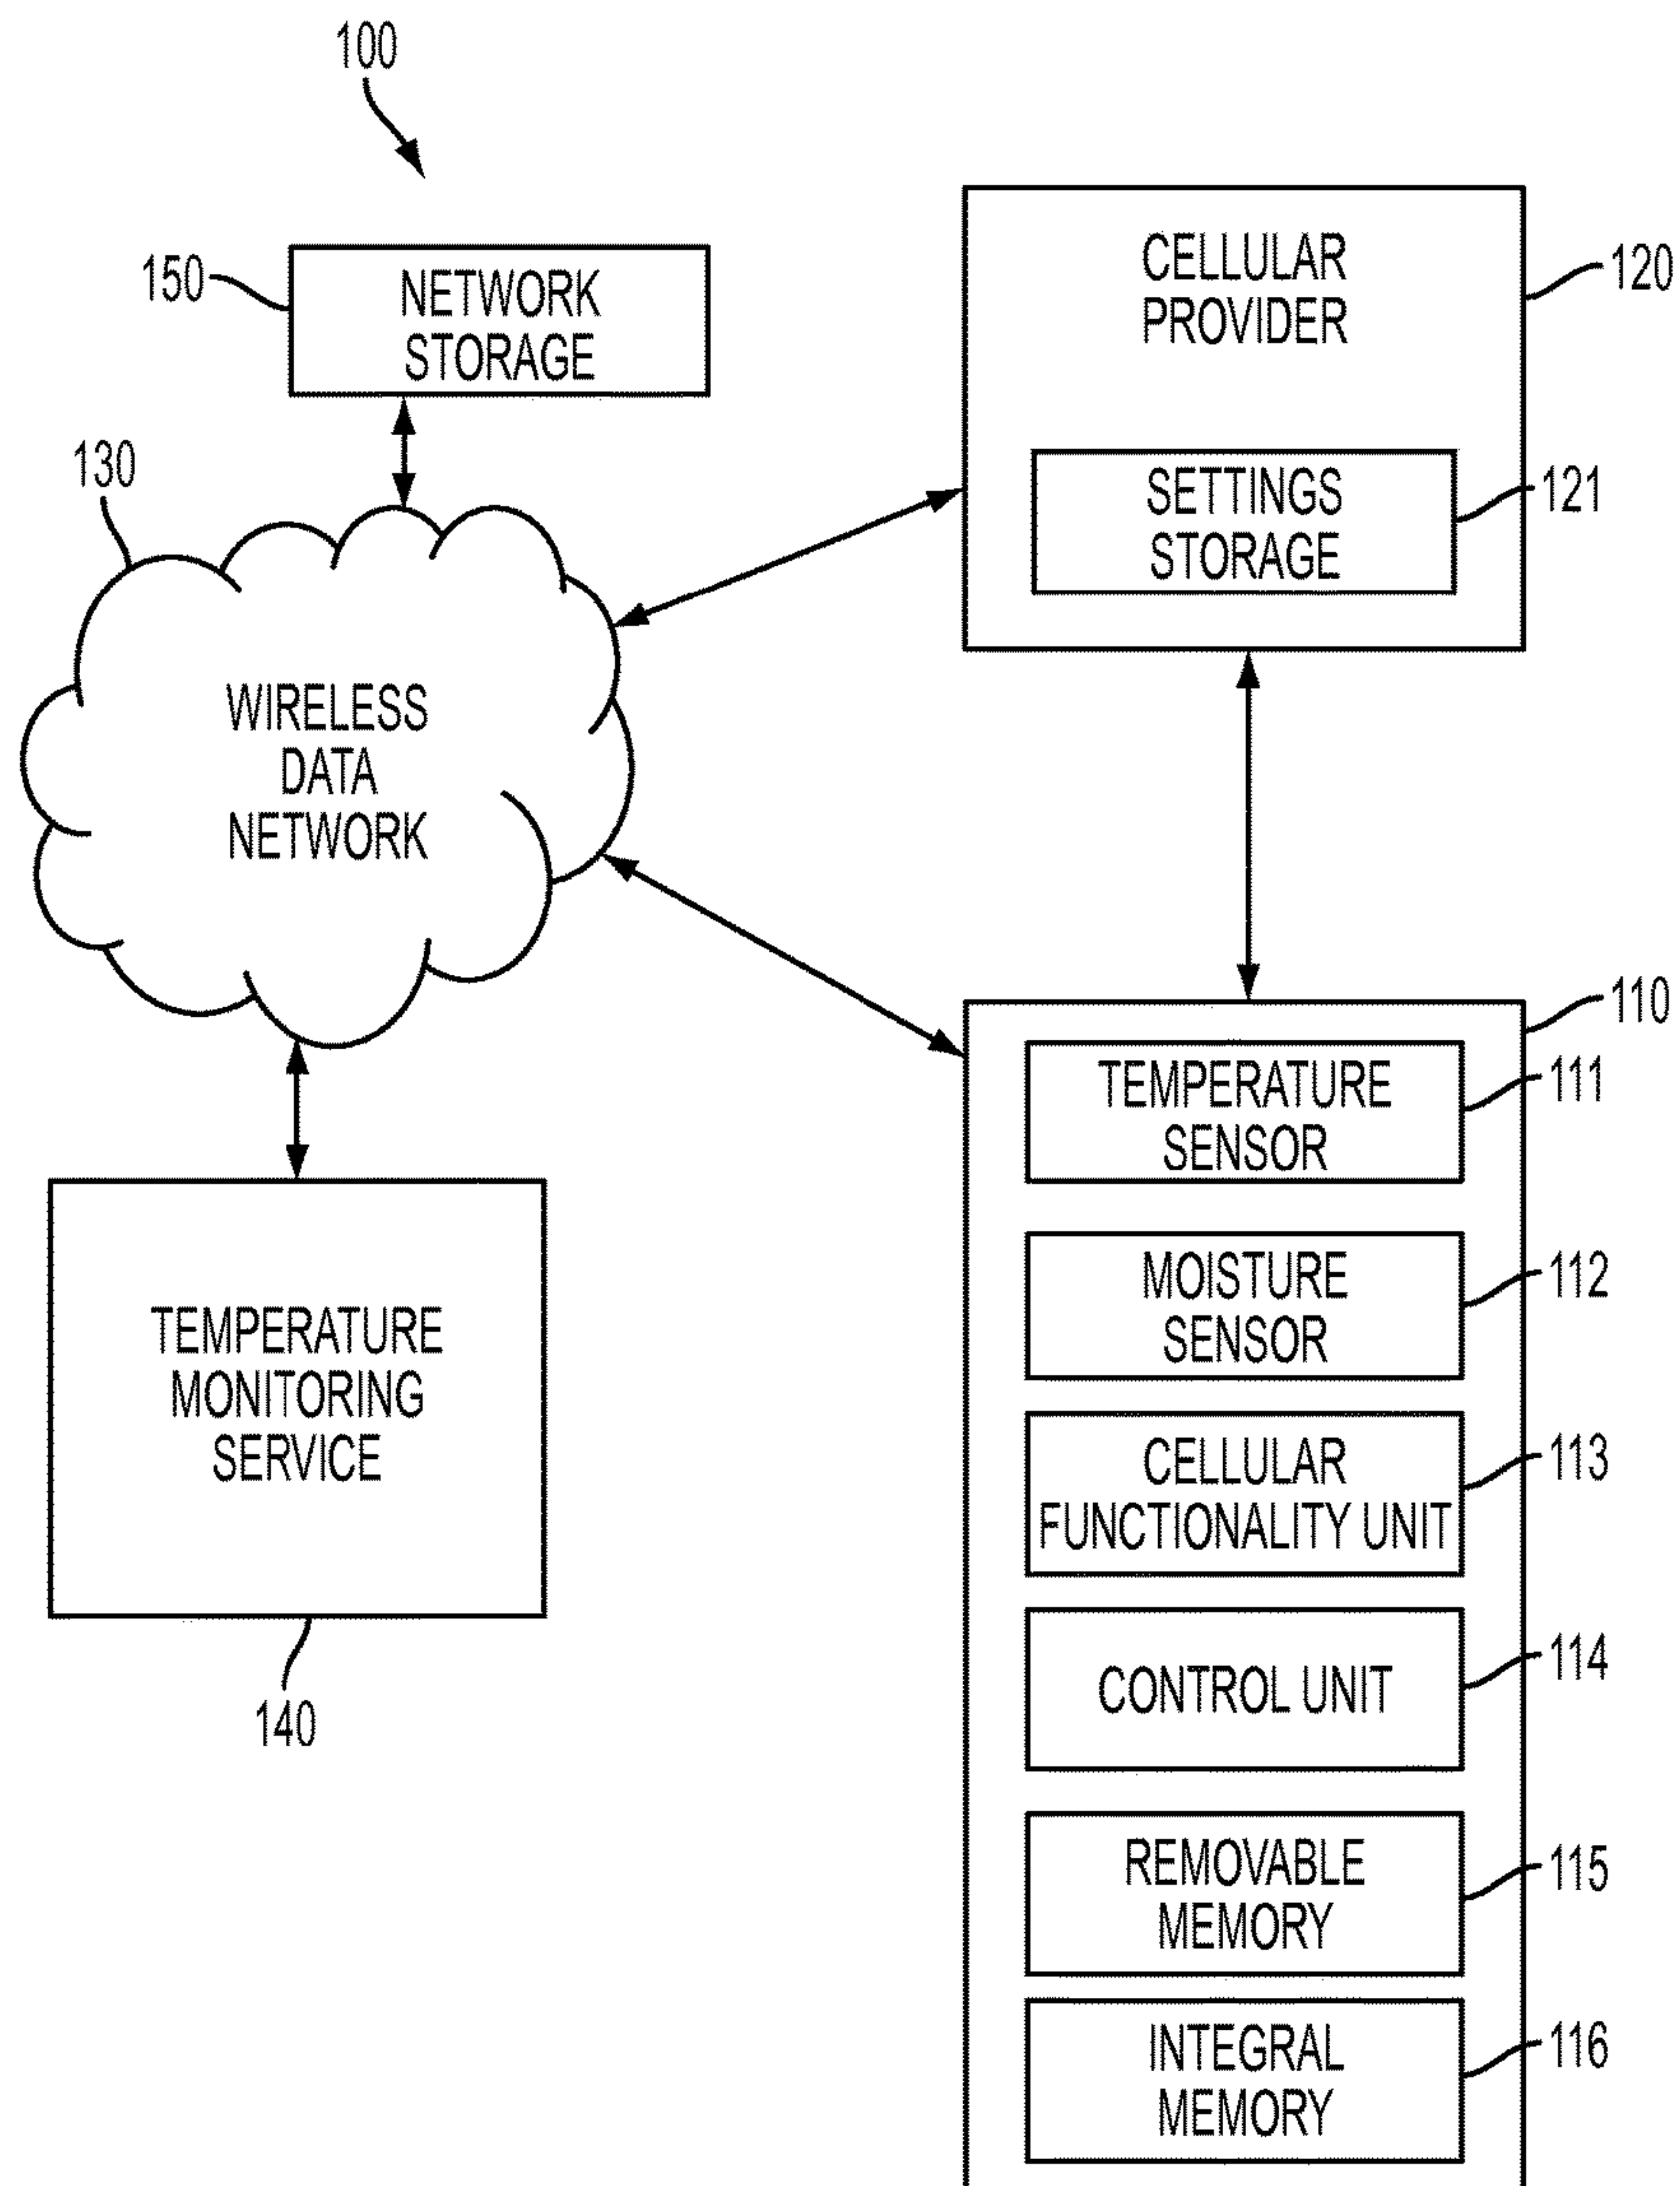 100
150
NETWORK
STORAGE
CELLULAR
PROVIDER
120
SETTINGS
STORAGE
121
130
WIRELESS
DATA
NETWORK
110
TEMPERATURE
SENSOR
111
MOISTURE
SENSOR
112
CELLULAR
FUNCTIONALITY UNIT
113
CONTROL UNIT
114
REMOVABLE
MEMORY
115
INTEGRAL
MEMORY
116
TEMPERATURE
MONITORING
SERVICE
140